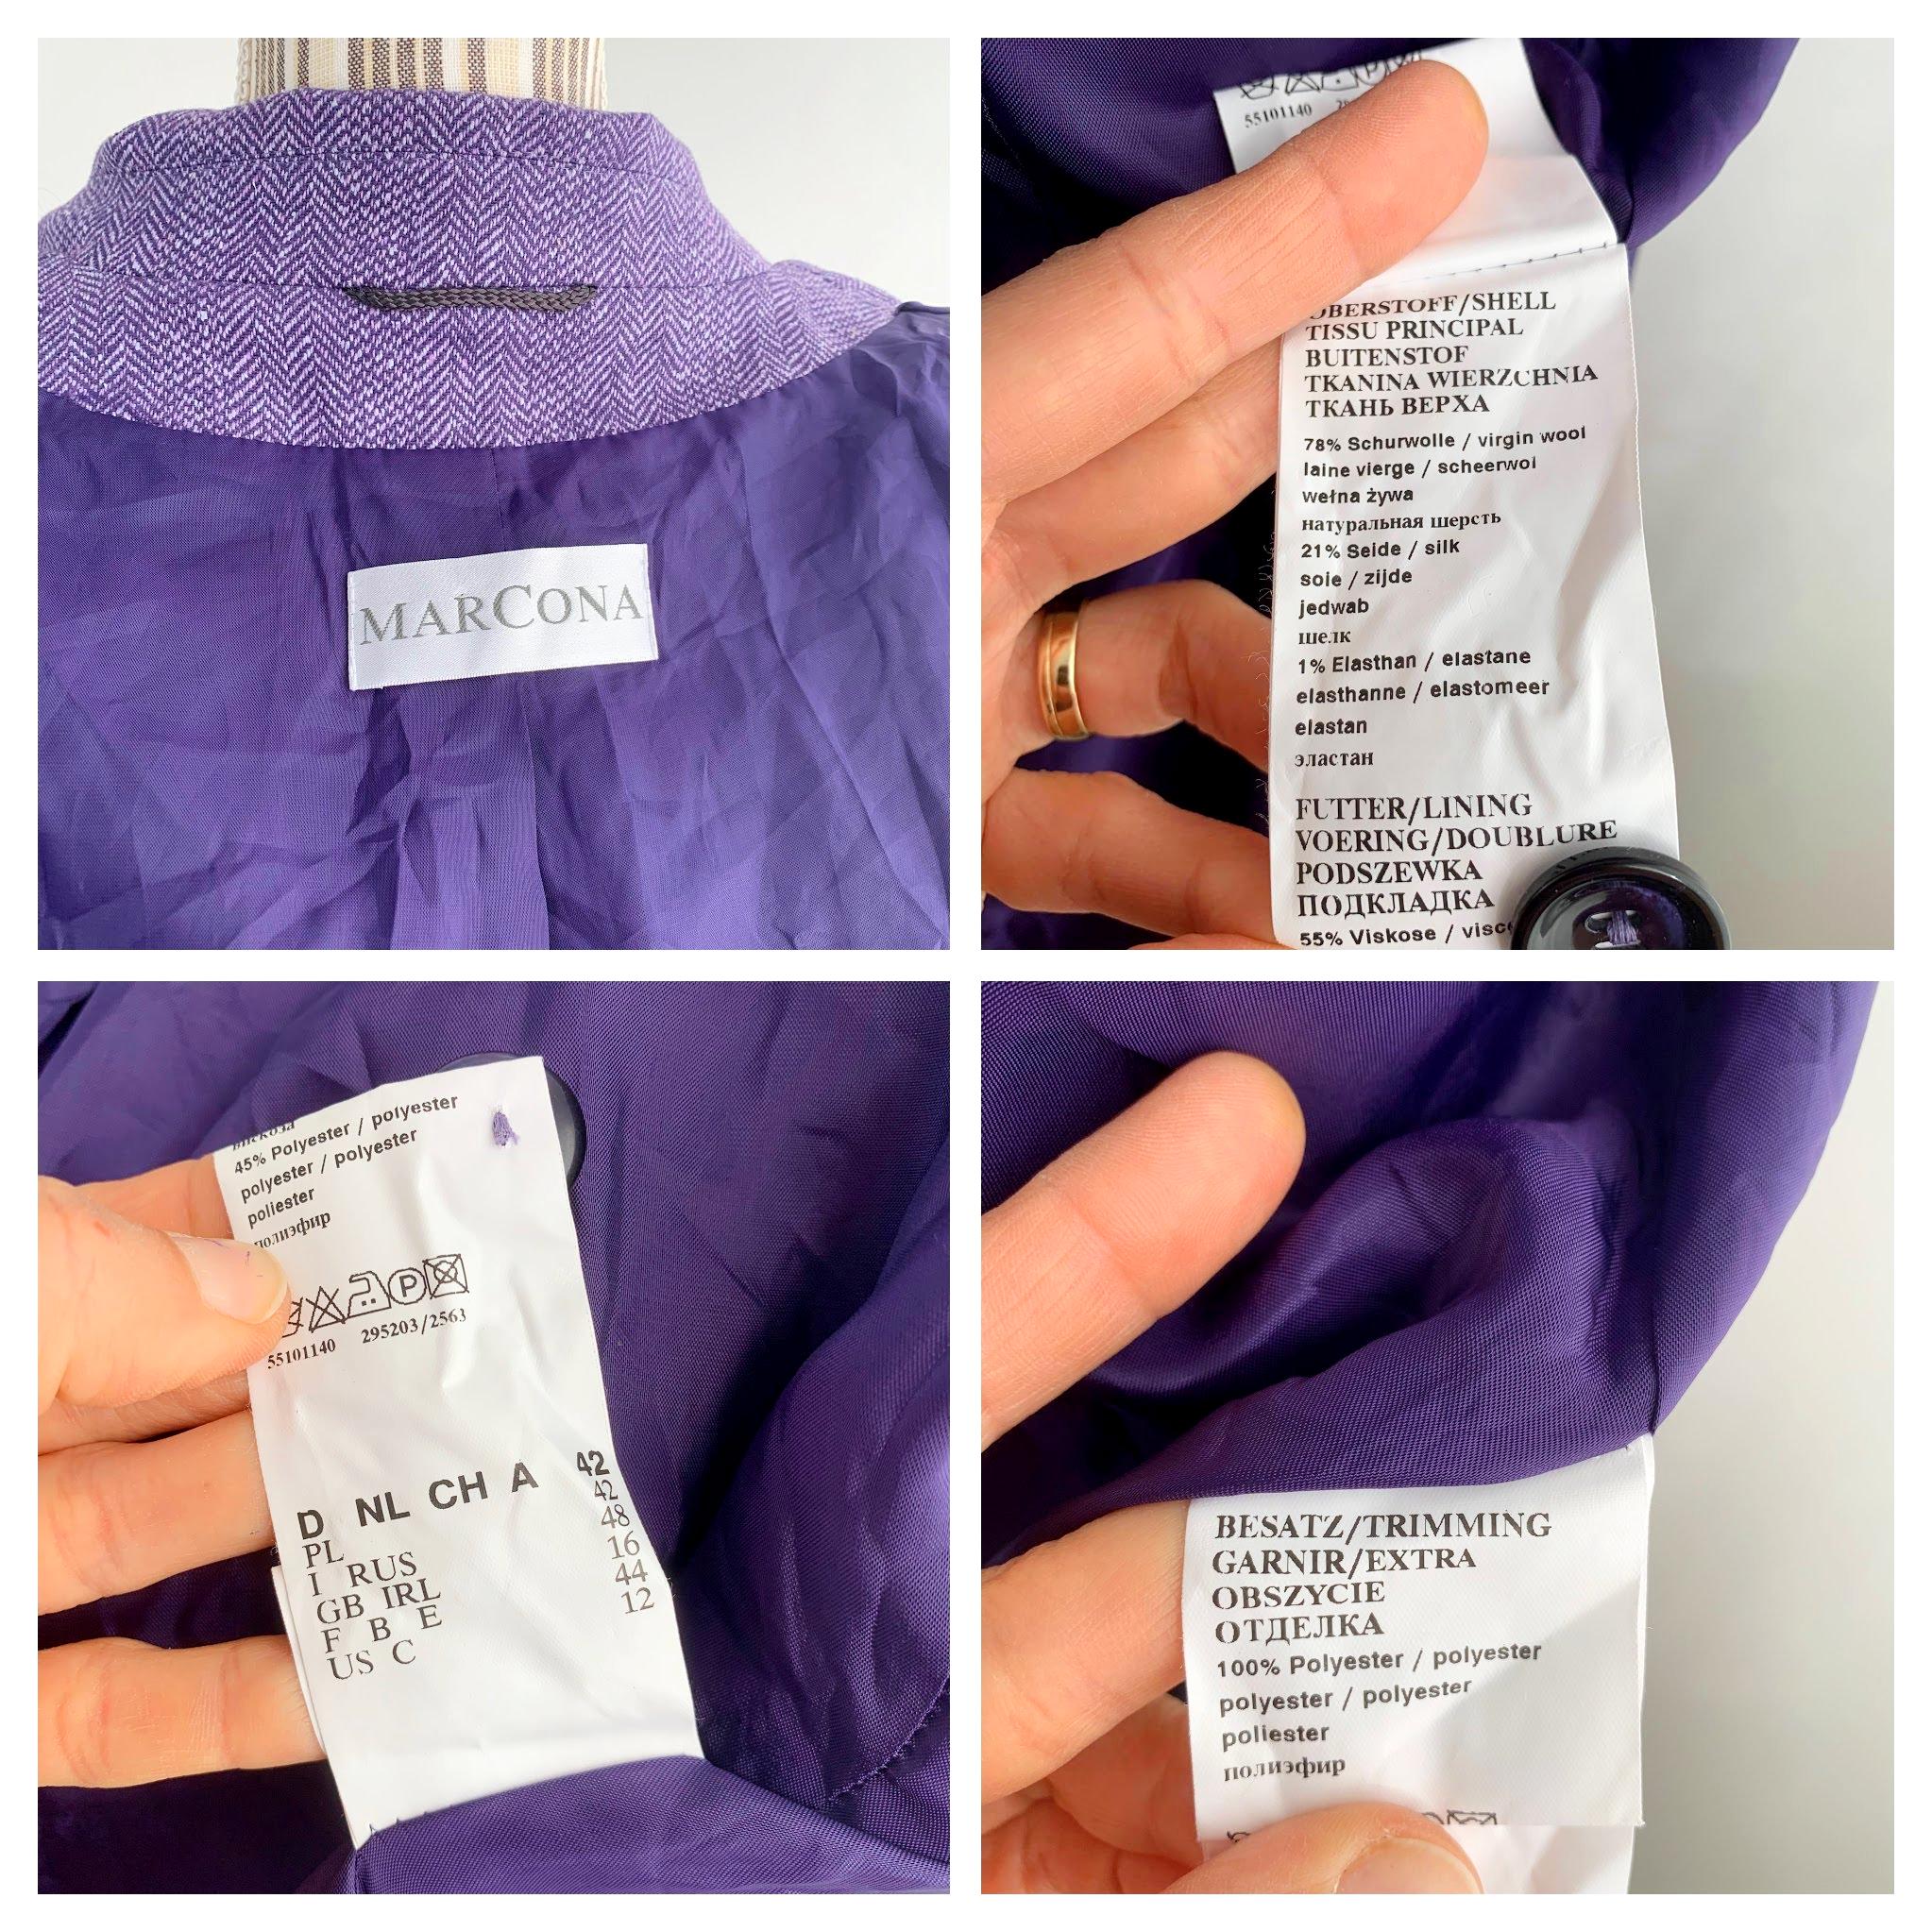 MARCONA
55101140
OBERSTOFF/SHELL
TISSU PRINCIPAL
BUITENSTOF
TKANINA WIERZCHNIA
ТКАНЬ ВЕРХА
78% Schurwolle / virgin wool
laine vierge / scheerwol
wełna żywa
натуральная шерсть
21% Seide / silk
soie / zijde
jedwab
шелк
1% Elasthan / elastane
elasthanne / elastomeer
elastan
эластан
FUTTER/LINING
VOERING/DOUBLURE
PODSZEWKA
ПОДКЛАДКА
55% Viskose /
45% Polyester / polyester
polyester / polyester
poliester
полиэфир
P
55101140 295203/2563
D NL CH A 42
PL 42
I RUS 48
GB IRL 16
F B E 44
US C 12
BESATZ/TRIMMING
GARNIR/EXTRA
OBSZYCIE
ОТДЕЛКА
100% Polyester / polyester
polyester / polyester
poliester
полиэфир